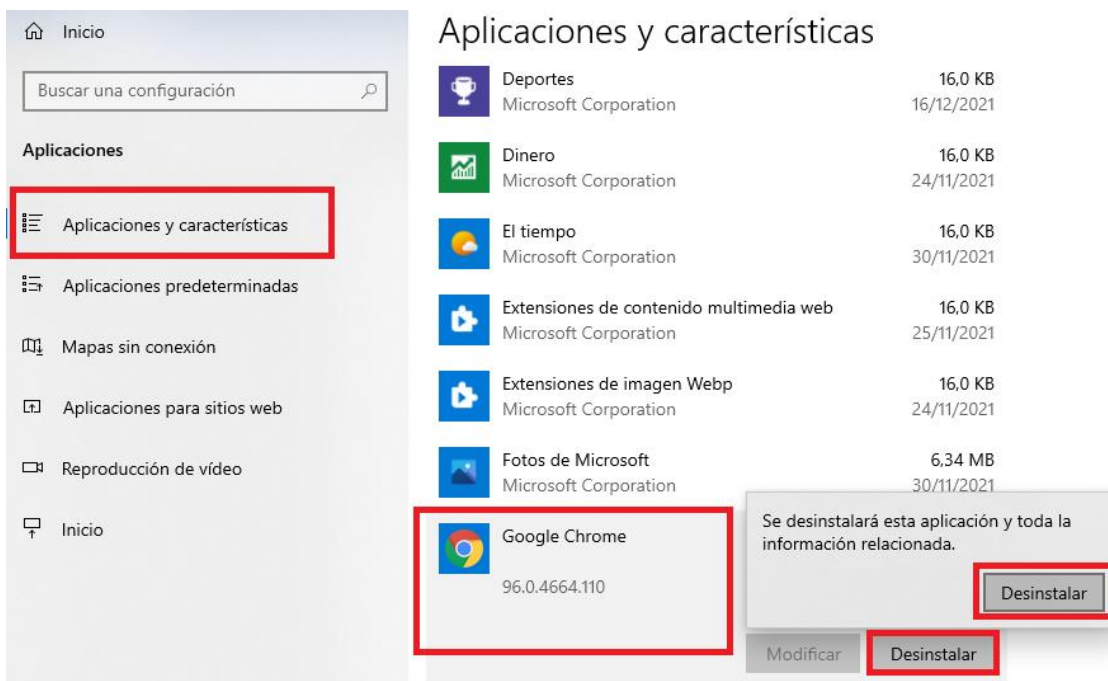 Inicio
Buscar una configuración
Aplicaciones
Aplicaciones y características
Aplicaciones predeterminadas
Mapas sin conexión
Aplicaciones para sitios web
Reproducción de vídeo
Inicio
Aplicaciones y características
Deportes 16,0 KB
Microsoft Corporation 16/12/2021
Dinero 16,0 KB
Microsoft Corporation 24/11/2021
El tiempo 16,0 KB
Microsoft Corporation 30/11/2021
Extensiones de contenido multimedia web 16,0 KB
Microsoft Corporation 25/11/2021
Extensiones de imagen Webp 16,0 KB
Microsoft Corporation 24/11/2021
Fotos de Microsoft 6,34 MB
Microsoft Corporation 30/11/2021
Google Chrome
96.0.4664.110
Se desinstalará esta aplicación y toda la
información relacionada.
Desinstalar
Modificar Desinstalar